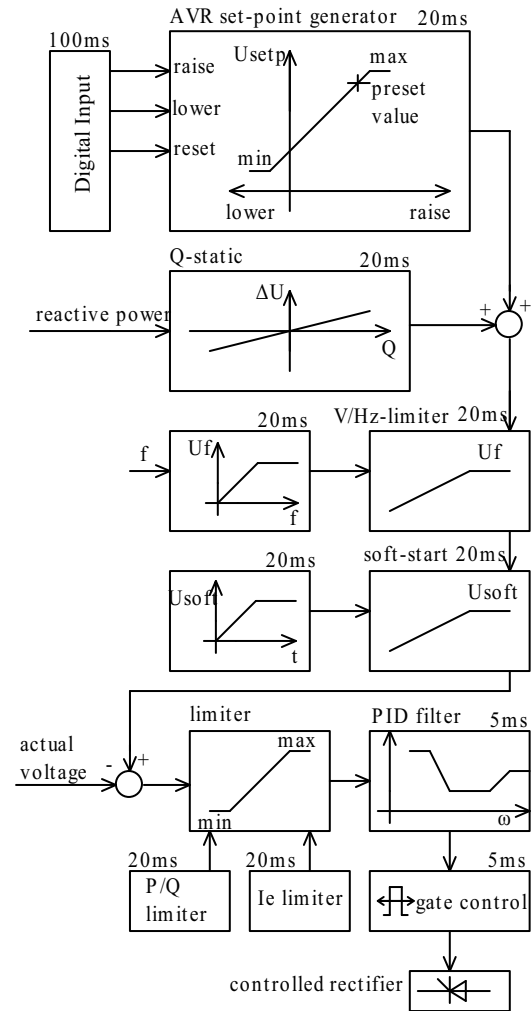 AVR set-point generator 20ms
100ms
Digital Input
raise
lower
reset
Usetp
max
preset
value
min
lower
raise
Q-static
20ms
reactive power
ΔU
Q
+
+
20ms
V/Hz-limiter 20ms
f
Uf
f
Uf
20ms
soft-start 20ms
Usoft
t
Usoft
actual
voltage
-
+
limiter
max
min
PID filter
5ms
ω
20ms
P/Q
limiter
20ms
Ie limiter
5ms
gate control
controlled rectifier